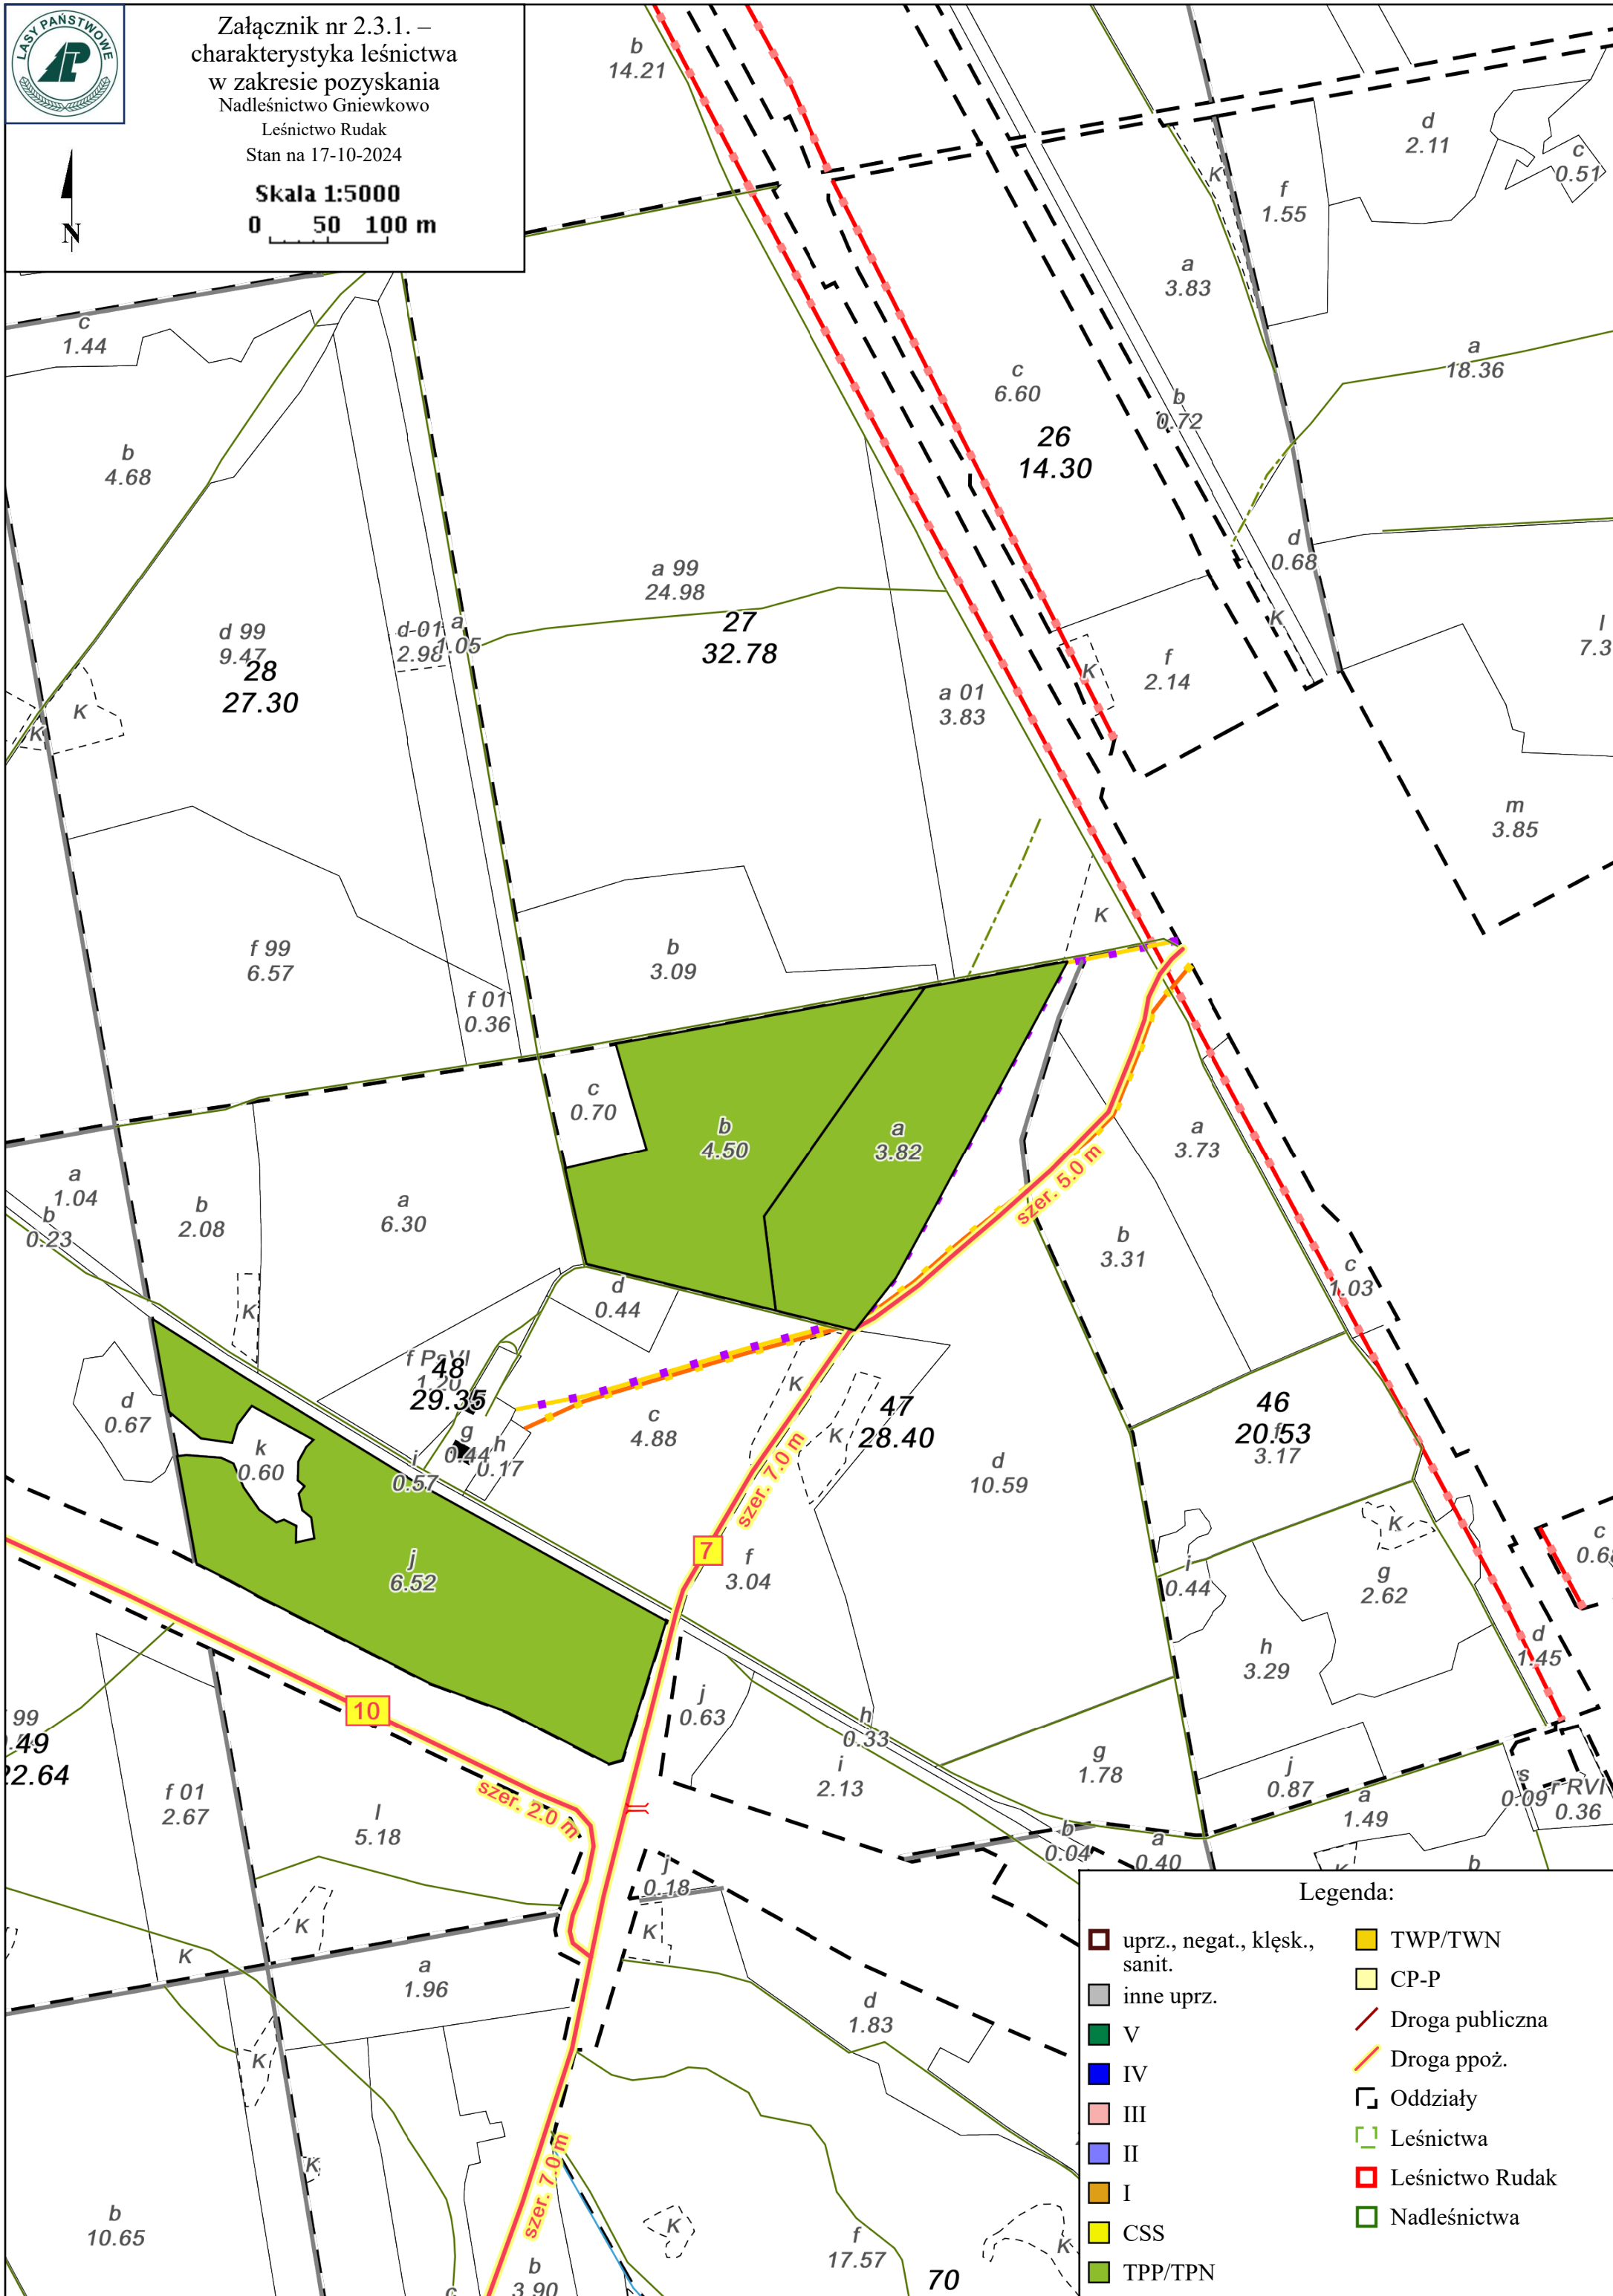 LASY PAŃSTWOWE
Załącznik nr 2.3.1. –
charakterystyka leśnictwa
w zakresie pozyskania
Nadleśnictwo Gniewkowo
Leśnictwo Rudak
Stan na 17-10-2024
Skala 1:5000
0 50 100 m
N
b
14.21
d
2.11
c
0.51
K
f
1.55
a
3.83
c
1.44
a
18.36
c
6.60
b
0.72
26
14.30
b
4.68
d
0.68
a 99
24.98
27
32.78
d 99
9.47
28
27.30
d-01
2.98
a
1.05
K
l
7.3
K
f
2.14
a 01
3.83
K
K
m
3.85
K
f 99
6.57
b
3.09
f 01
0.36
c
0.70
b
4.50
a
3.82
a
3.73
szer. 5.0 m
a
1.04
b
0.23
b
2.08
a
6.30
b
3.31
c
1.03
d
0.44
K
48
29.35
K
d
0.67
c
4.88
47
28.40
K
46
20.53
3.17
g
0.44
h
0.17
i
0.57
k
0.60
d
10.59
szer. 7.0 m
K
c
7
f
3.04
j
6.52
i
0.44
g
2.62
h
3.29
d
1.45
10
j
0.63
h
0.33
99
49
22.64
i
2.13
g
1.78
j
0.87
s
0.09
r RVI
0.36
a
1.49
szer. 2.0 m
f 01
2.67
l
5.18
b
0.04
a
0.40
b
j
0.18
K
K
K
a
1.96
d
1.83
K
K
b
10.65
szer. 7.0 m
K
K
f
17.57
b
3.90
c
70
Legenda:
uprz., negat., klęsk.,
sanit.
inne uprz.
V
IV
III
II
I
CSS
TPP/TPN
TWP/TWN
CP-P
Droga publiczna
Droga ppoż.
Oddziały
Leśnictwa
Leśnictwo Rudak
Nadleśnictwa